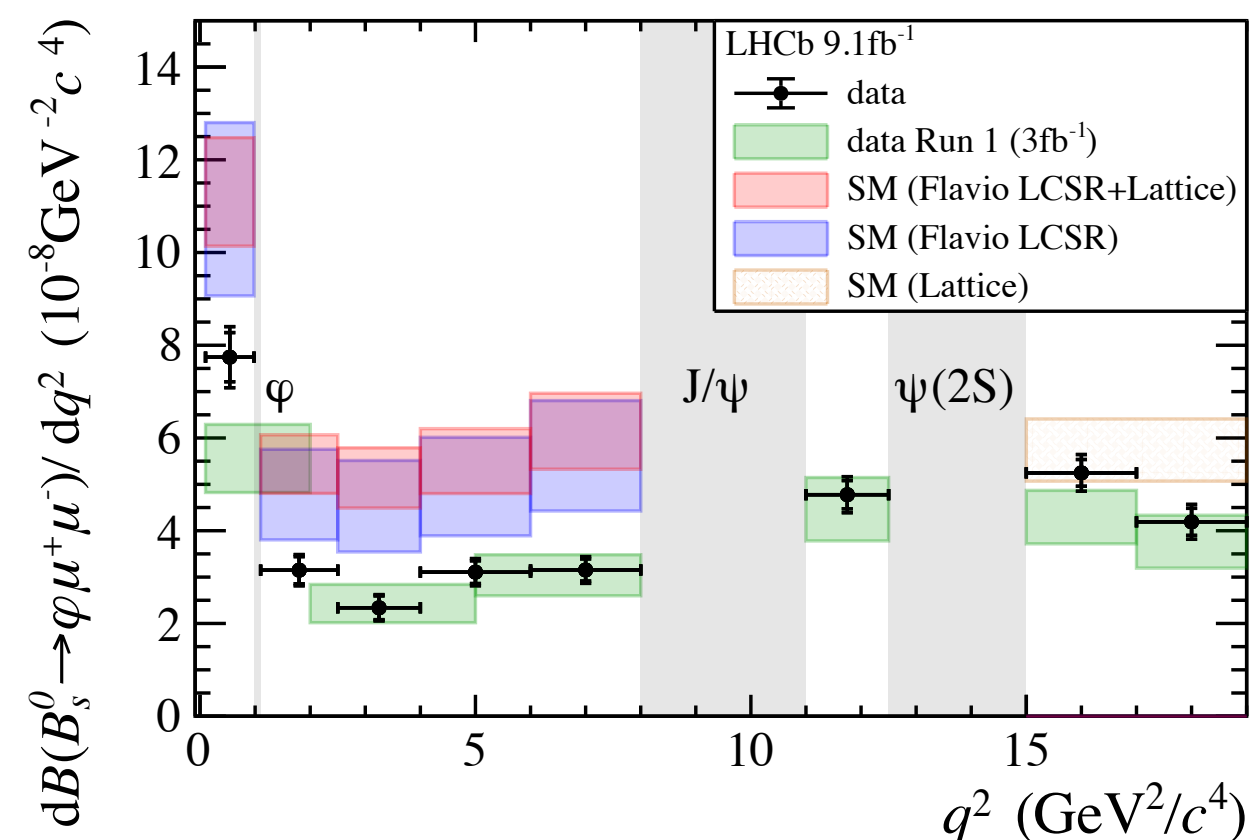 dB(B⁰ₛ→φμ⁺μ⁻)/ dq² (10⁻⁸GeV⁻²c⁴)
14
12
10
8
6
4
2
0
LHCb 9.1fb⁻¹
data
data Run 1 (3fb⁻¹)
SM (Flavio LCSR+Lattice)
SM (Flavio LCSR)
SM (Lattice)
φ
J/ψ
ψ(2S)
0 5 10 15
q² (GeV²/c⁴)